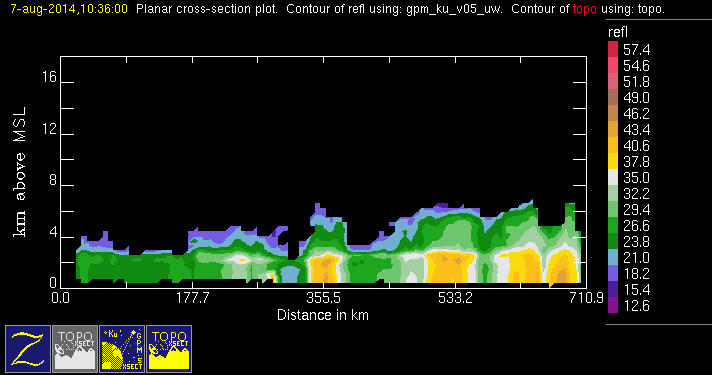 7-aug-2014,10:36:00 Planar cross-section plot. Contour of refl using: gpm_ku_v05_uw. Contour of topo using: topo.
refl
57.4
54.6
51.8
49.0
46.2
43.4
40.6
37.8
35.0
32.2
29.4
26.6
23.8
21.0
18.2
15.4
12.6
km above MSL
16
12
8
4
0
0.0 177.7 355.5 533.2 710.9
Distance in km
Z
TOPO XSECT
"Ku" GPM XSECT
TOPO XSECT